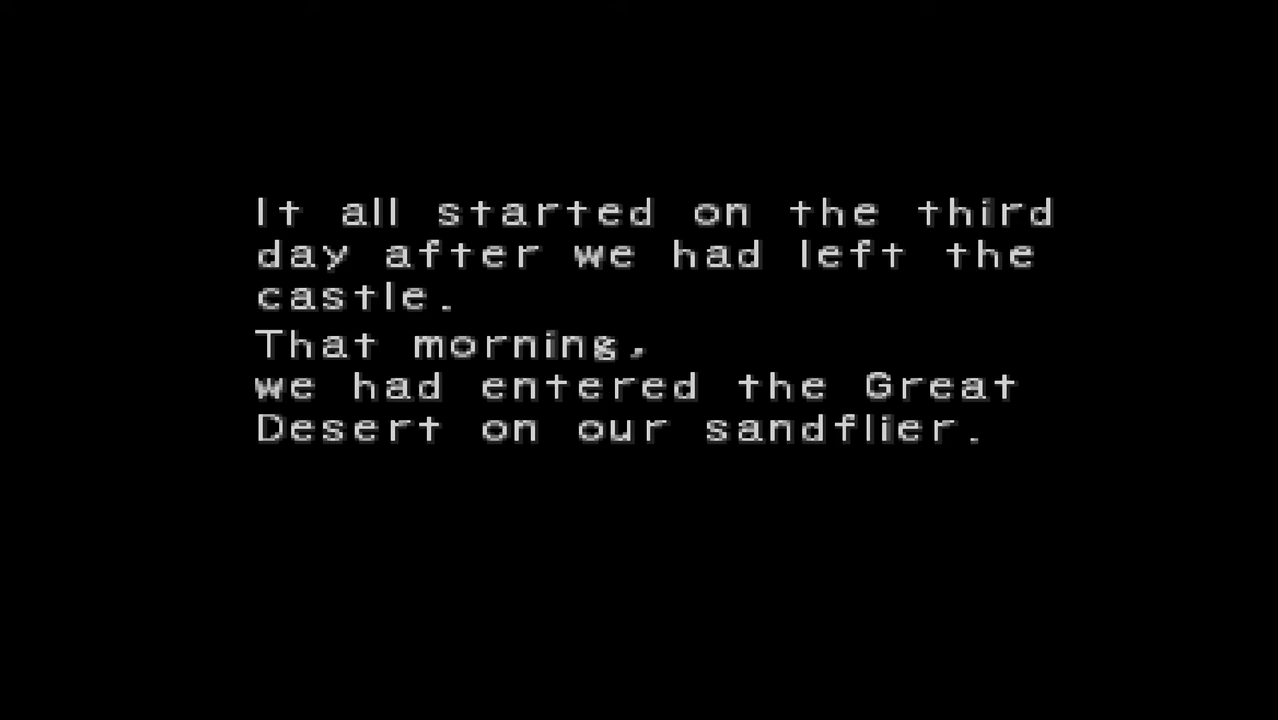 It all started on the third
day after we had left the
castle.
That morning,
we had entered the Great
Desert on our sandflier.